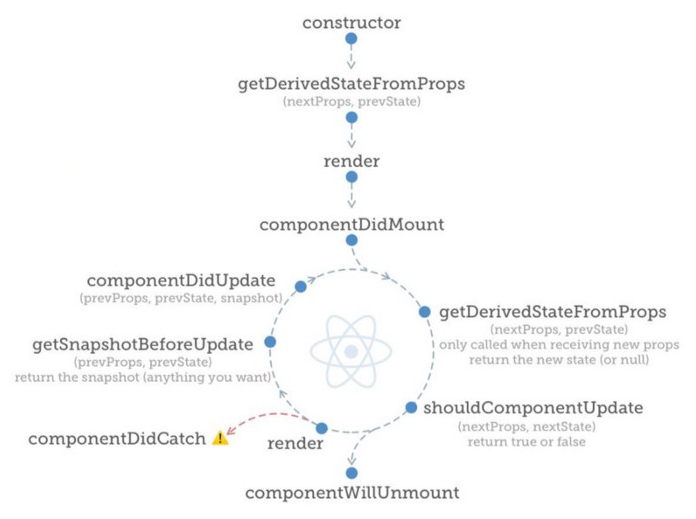 constructor
getDerivedStateFromProps
(nextProps, prevState)
render
componentDidMount
componentDidUpdate
(prevProps, prevState, snapshot)
getDerivedStateFromProps
(nextProps, prevState)
only called when receiving new props
return the new state (or null)
getSnapshotBeforeUpdate
(prevProps, prevState)
return the snapshot (anything you want)
shouldComponentUpdate
(nextProps, nextState)
return true or false
componentDidCatch
render
componentWillUnmount